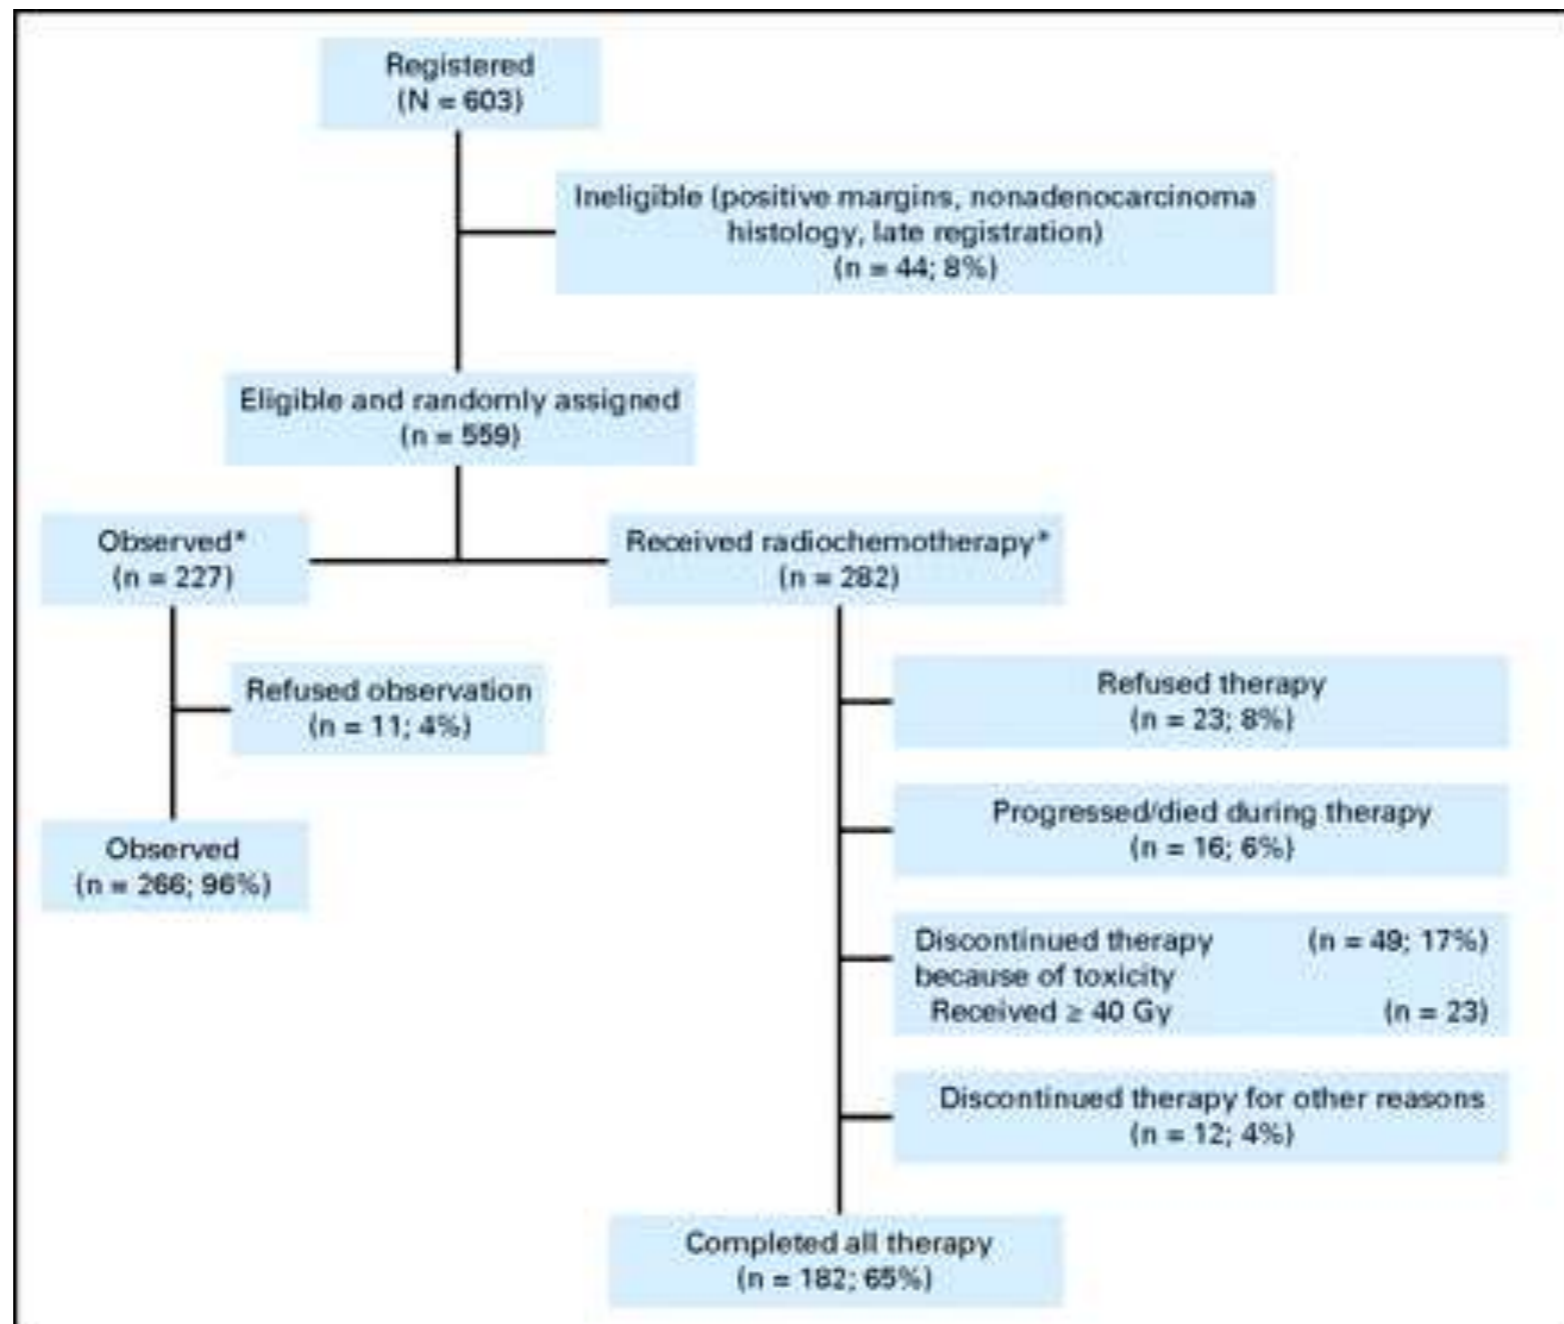 Registered
(N = 603)
Ineligible (positive margins, nonadenocarcinoma
histology, late registration)
(n = 44; 8%)
Eligible and randomly assigned
(n = 559)
Observed*
(n = 227)
Received radiochemotherapy*
(n = 282)
Refused observation
(n = 11; 4%)
Observed
(n = 266; 96%)
Refused therapy
(n = 23; 8%)
Progressed/died during therapy
(n = 16; 6%)
Discontinued therapy (n = 49; 17%)
because of toxicity
Received ≥ 40 Gy (n = 23)
Discontinued therapy for other reasons
(n = 12; 4%)
Completed all therapy
(n = 182; 65%)